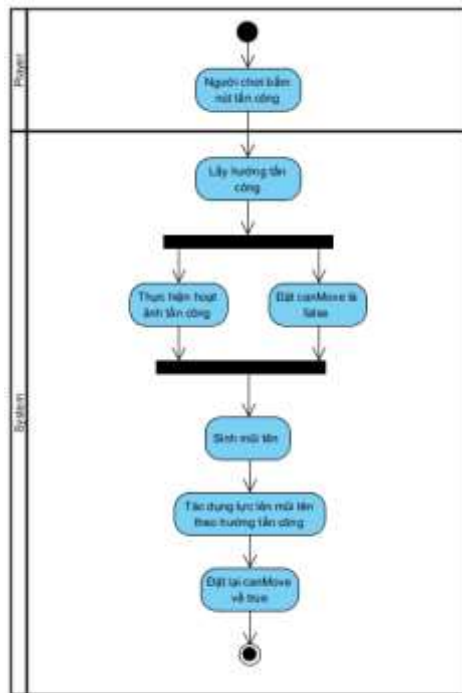 Player
Người chơi bấm
nút tấn công
System
Lấy hướng tấn
công
Thực hiện hoạt
ảnh tấn công
Đặt canMove là
false
Sinh mũi tên
Tác dụng lực lên mũi tên
theo hướng tấn công
Đặt lại canMove
về true